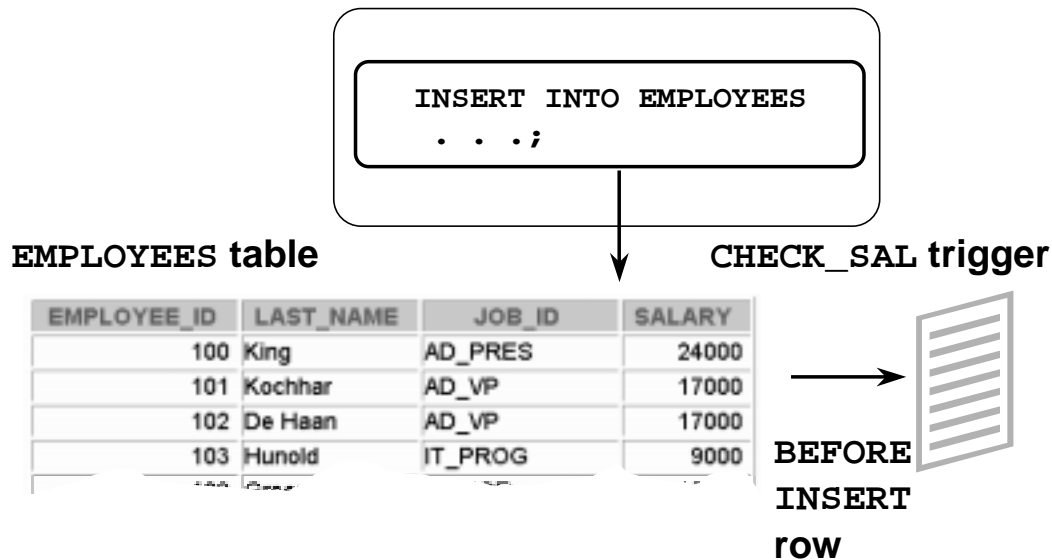 INSERT INTO EMPLOYEES
. . .;
EMPLOYEES table
CHECK_SAL trigger
EMPLOYEE_ID LAST_NAME JOB_ID SALARY
100 King AD_PRES 24000
101 Kochhar AD_VP 17000
102 De Haan AD_VP 17000
103 Hunold IT_PROG 9000
BEFORE
INSERT
row